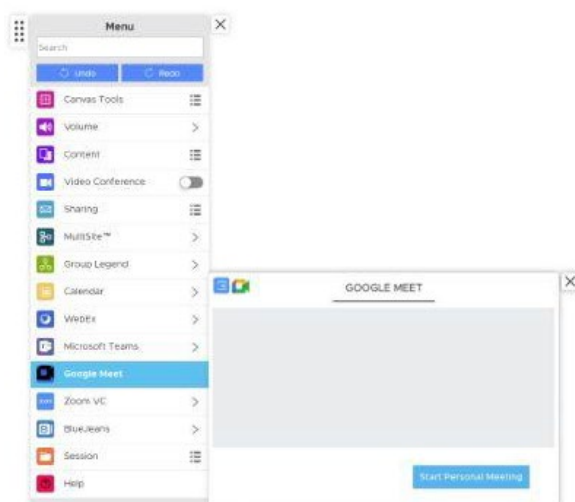 Menu
Search
Undo Redo
Canvas Tools
Volume
Content
Video Conference
Sharing
MultiSite™
Group Legend
Calendar
WebEx
Microsoft Teams
Google Meet
Zoom VC
BlueJeans
Session
Help
GOOGLE MEET
Start Personal Meeting